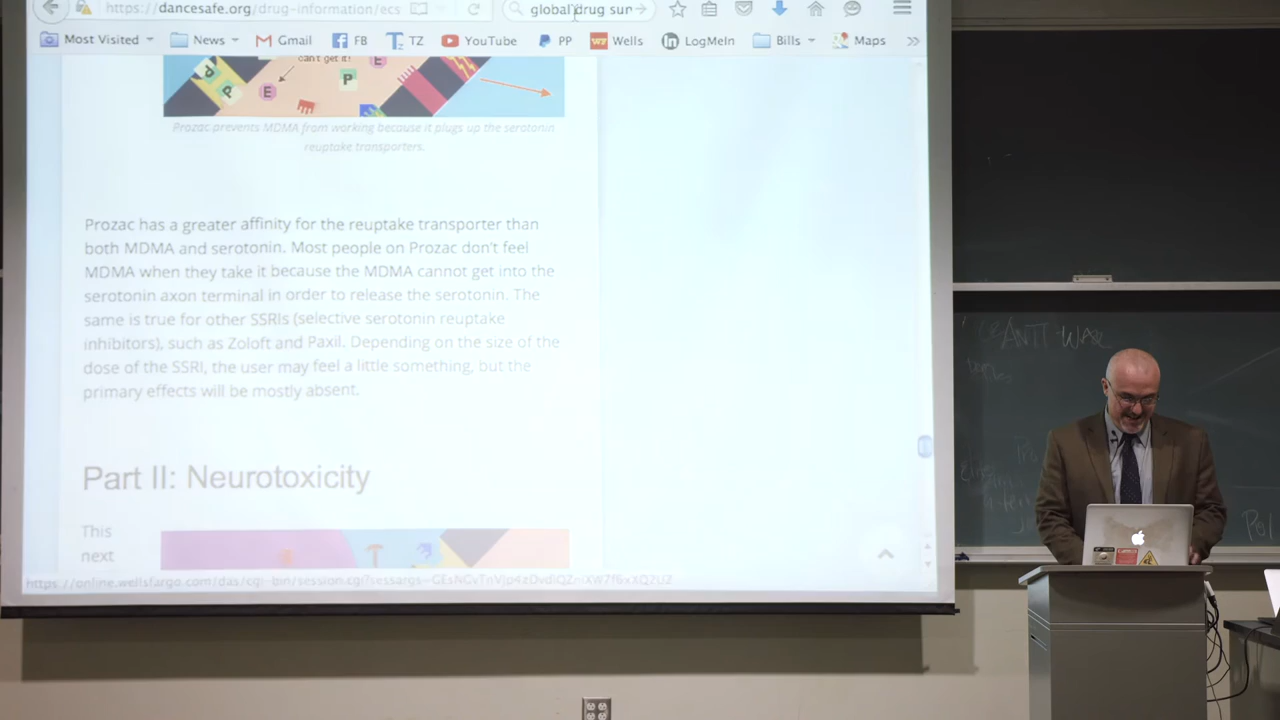 https://dancesafe.org/drug-information/ecs
global drug sur
Most Visited
News
Gmail
FB
TZ
YouTube
PP
Wells
LogMeIn
Bills
Maps
can't get it!
P
P
E
P
E
Prozac prevents MDMA from working because it plugs up the serotonin
reuptake transporters.
Prozac has a greater affinity for the reuptake transporter than
both MDMA and serotonin. Most people on Prozac don't feel
MDMA when they take it because the MDMA cannot get into the
serotonin axon terminal in order to release the serotonin. The
same is true for other SSRIs (selective serotonin reuptake
inhibitors), such as Zoloft and Paxil. Depending on the size of the
dose of the SSRI, the user may feel a little something, but the
primary effects will be mostly absent.
Part II: Neurotoxicity
This
next
ANTI-WAR